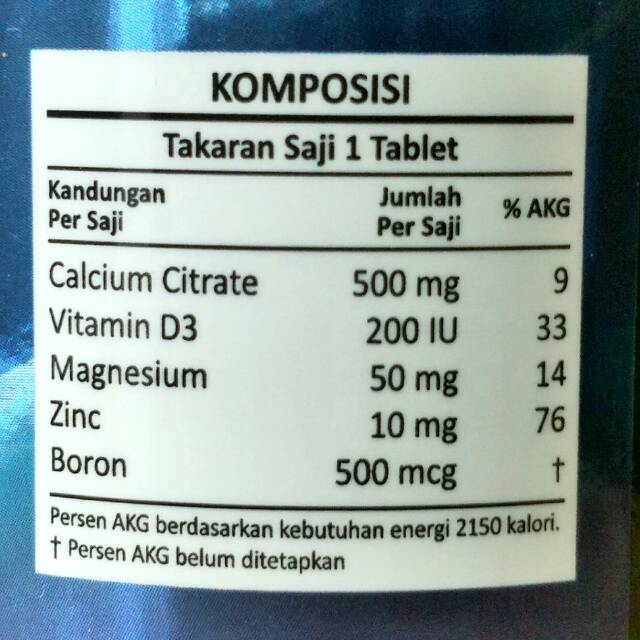 KOMPOSISI
Takaran Saji 1 Tablet
Kandungan Per Saji Jumlah Per Saji % AKG
Calcium Citrate 500 mg 9
Vitamin D3 200 IU 33
Magnesium 50 mg 14
Zinc 10 mg 76
Boron 500 mcg †
Persen AKG berdasarkan kebutuhan energi 2150 kalori.
† Persen AKG belum ditetapkan